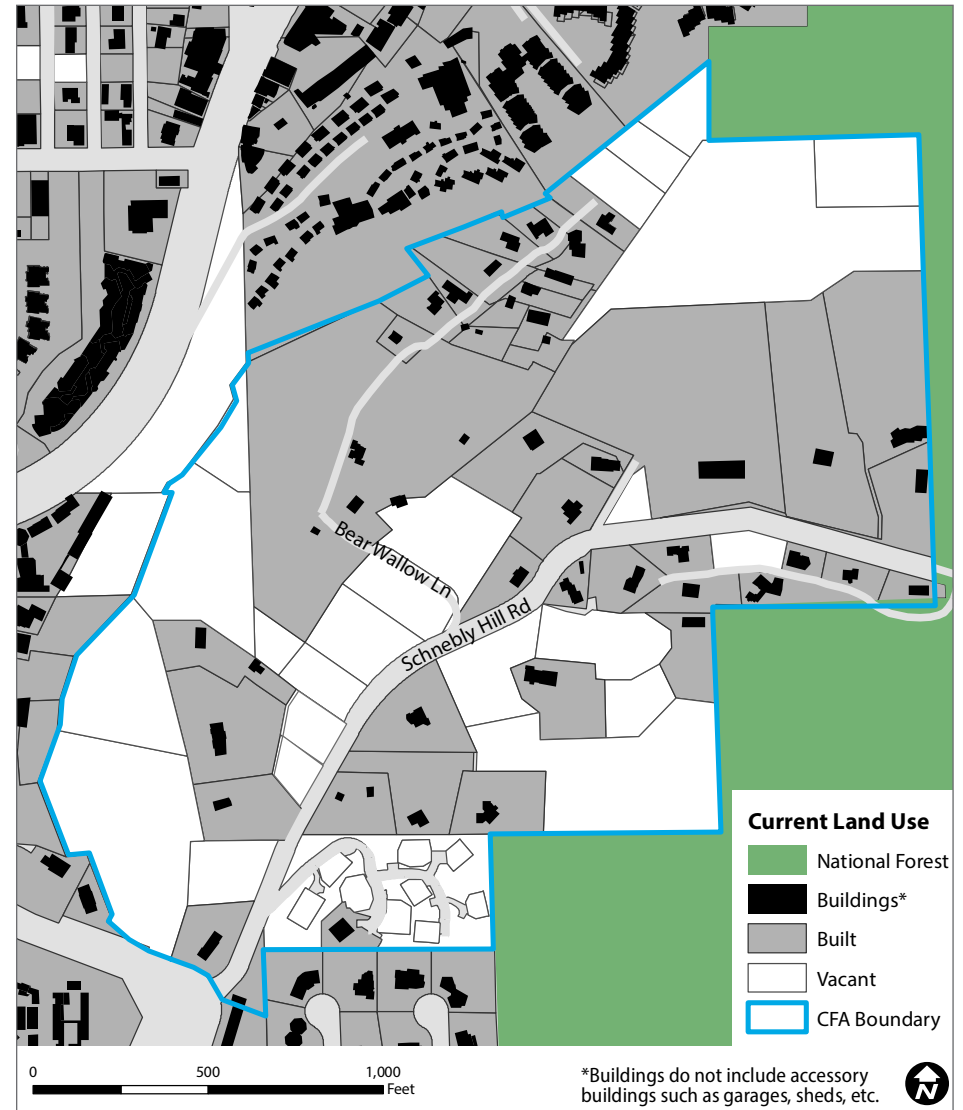 Bear Wallow Ln
Schnebly Hill Rd
Current Land Use
National Forest
Buildings*
Built
Vacant
CFA Boundary
0 500 1,000
Feet
*Buildings do not include accessory
buildings such as garages, sheds, etc.
N